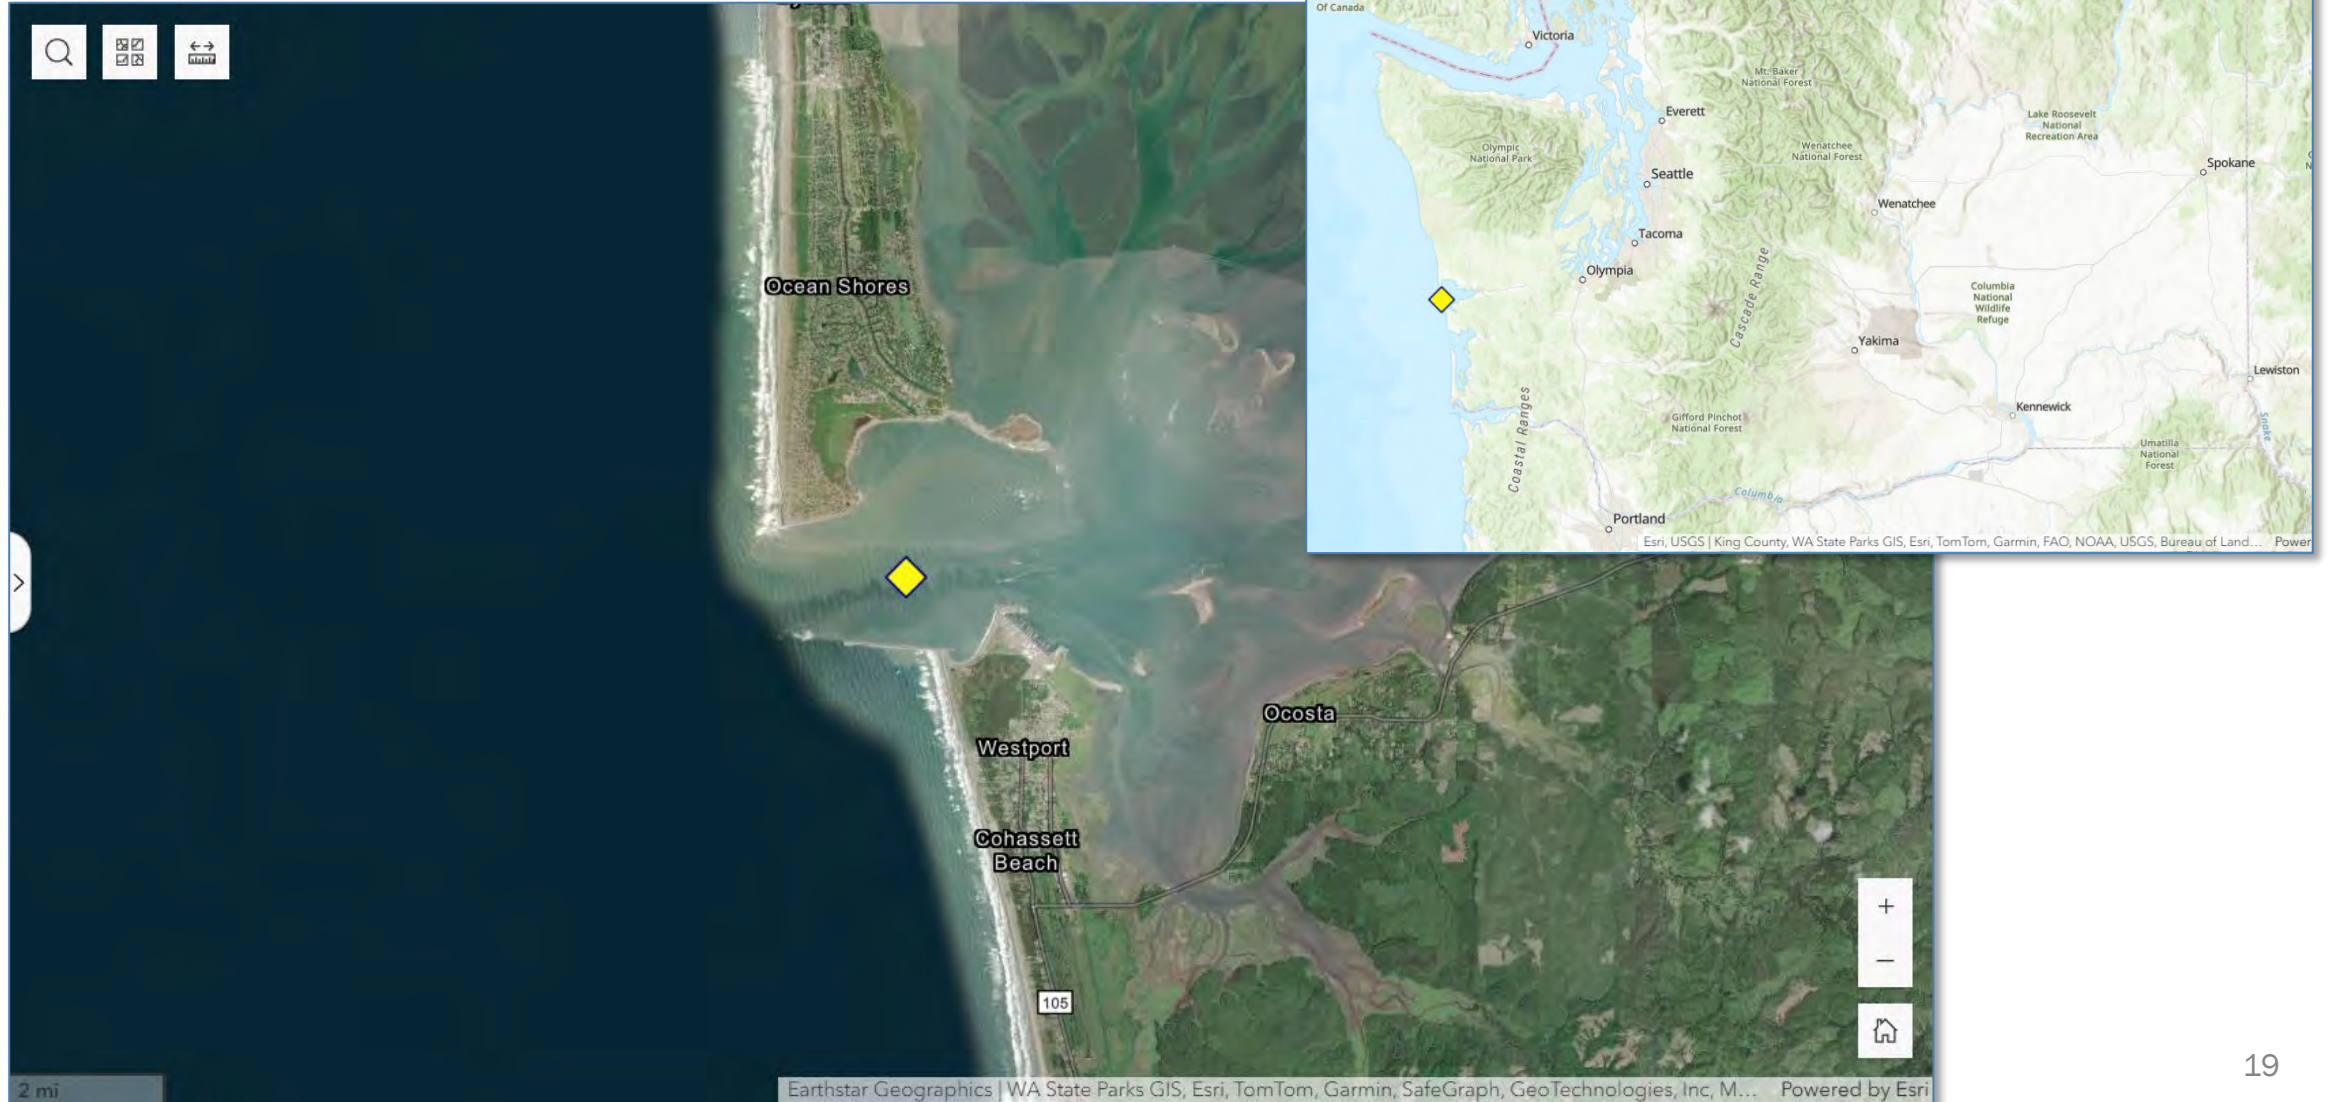 Ocean Shores
Westport
Ocosta
Cohassett
Beach
105
2 mi
Earthstar Geographics | WA State Parks GIS, Esri, TomTom, Garmin, SafeGraph, GeoTechnologies, Inc, M... Powered by Esri
Of Canada
Victoria
Mt. Baker
National Forest
Everett
Lake Roosevelt
National
Recreation Area
Olympic
National Park
Wenatchee
National Forest
Spokane
Seattle
Wenatchee
Tacoma
Olympia
Cascade Range
Columbia
National
Wildlife
Refuge
Yakima
Lewiston
Coastal Ranges
Gifford Pinchot
National Forest
Kennewick
Snake
Umatilla
National
Forest
Columbia
Portland
Esri, USGS | King County, WA State Parks GIS, Esri, TomTom, Garmin, FAO, NOAA, USGS, Bureau of Land... Power
19